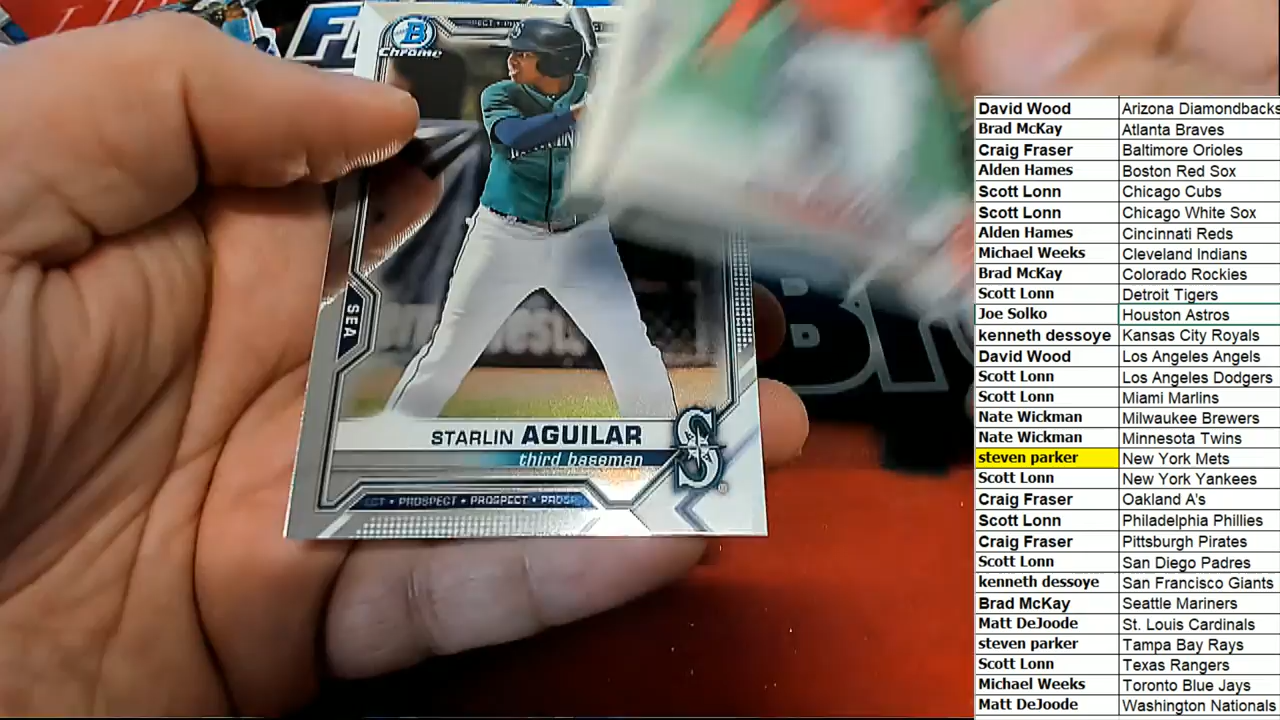 B
Chrome
SEA
STARLIN AGUILAR
third baseman
PROSPECT • PROSPECT
David Wood Arizona Diamondbacks
Brad McKay Atlanta Braves
Craig Fraser Baltimore Orioles
Alden Hames Boston Red Sox
Scott Lonn Chicago Cubs
Scott Lonn Chicago White Sox
Alden Hames Cincinnati Reds
Michael Weeks Cleveland Indians
Brad McKay Colorado Rockies
Scott Lonn Detroit Tigers
Joe Solko Houston Astros
kenneth dessoye Kansas City Royals
David Wood Los Angeles Angels
Scott Lonn Los Angeles Dodgers
Scott Lonn Miami Marlins
Nate Wickman Milwaukee Brewers
Nate Wickman Minnesota Twins
steven parker New York Mets
Scott Lonn New York Yankees
Craig Fraser Oakland A's
Scott Lonn Philadelphia Phillies
Craig Fraser Pittsburgh Pirates
Scott Lonn San Diego Padres
kenneth dessoye San Francisco Giants
Brad McKay Seattle Mariners
Matt DeJoode St. Louis Cardinals
steven parker Tampa Bay Rays
Scott Lonn Texas Rangers
Michael Weeks Toronto Blue Jays
Matt DeJoode Washington Nationals